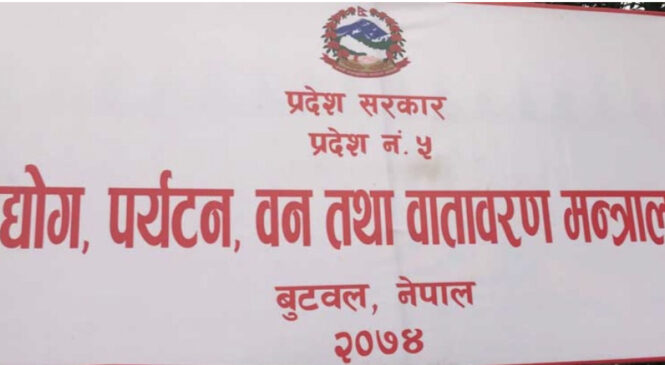 प्रदेश सरकार
प्रदेश नं. ५
द्योग, पर्यटन, वन तथा वातावरण मन्त्राल
बुटवल, नेपाल
२०७४